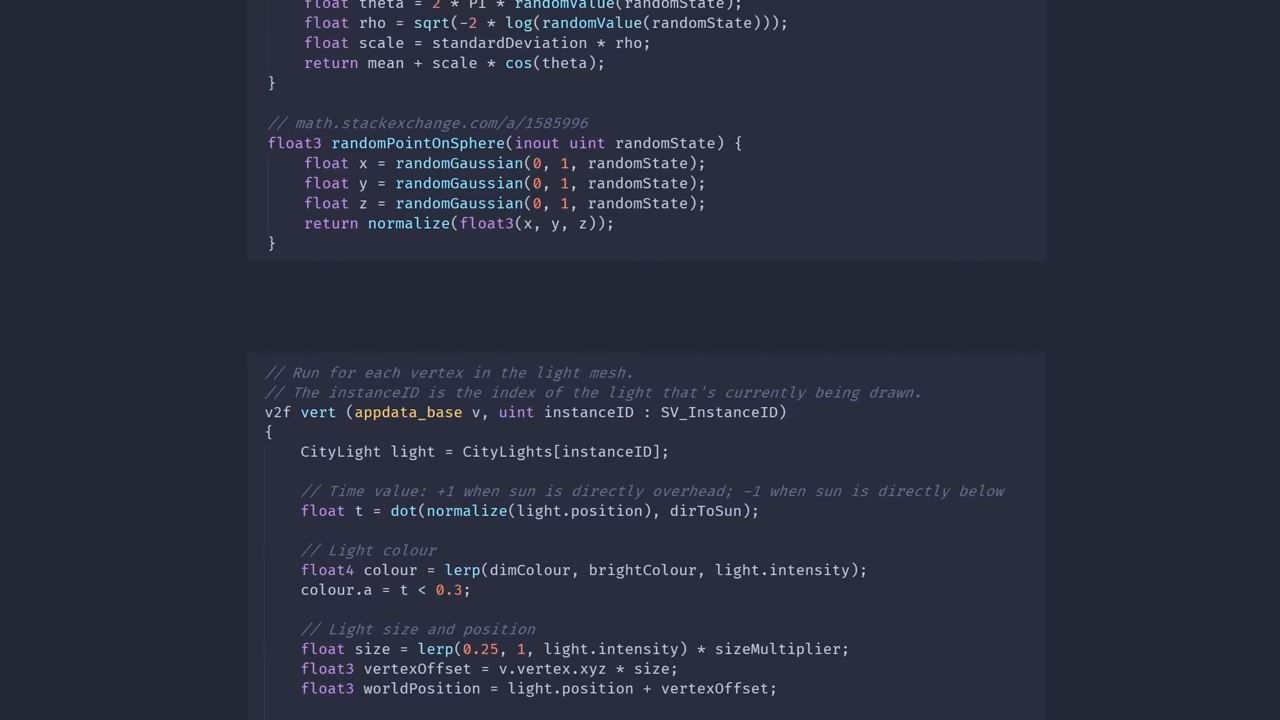 float theta = 2 * PI * randomValue(randomState);
float rho = sqrt(-2 * log(randomValue(randomState)));
float scale = standardDeviation * rho;
return mean + scale * cos(theta);
}
// math.stackexchange.com/a/1585996
float3 randomPointOnSphere(inout uint randomState) {
float x = randomGaussian(0, 1, randomState);
float y = randomGaussian(0, 1, randomState);
float z = randomGaussian(0, 1, randomState);
return normalize(float3(x, y, z));
}
// Run for each vertex in the light mesh.
// The instanceID is the index of the light that's currently being drawn.
v2f vert (appdata_base v, uint instanceID : SV_InstanceID)
{
CityLight light = CityLights[instanceID];
// Time value: +1 when sun is directly overhead; -1 when sun is directly below
float t = dot(normalize(light.position), dirToSun);
// Light colour
float4 colour = lerp(dimColour, brightColour, light.intensity);
colour.a = t < 0.3;
// Light size and position
float size = lerp(0.25, 1, light.intensity) * sizeMultiplier;
float3 vertexOffset = v.vertex.xyz * size;
float3 worldPosition = light.position + vertexOffset;